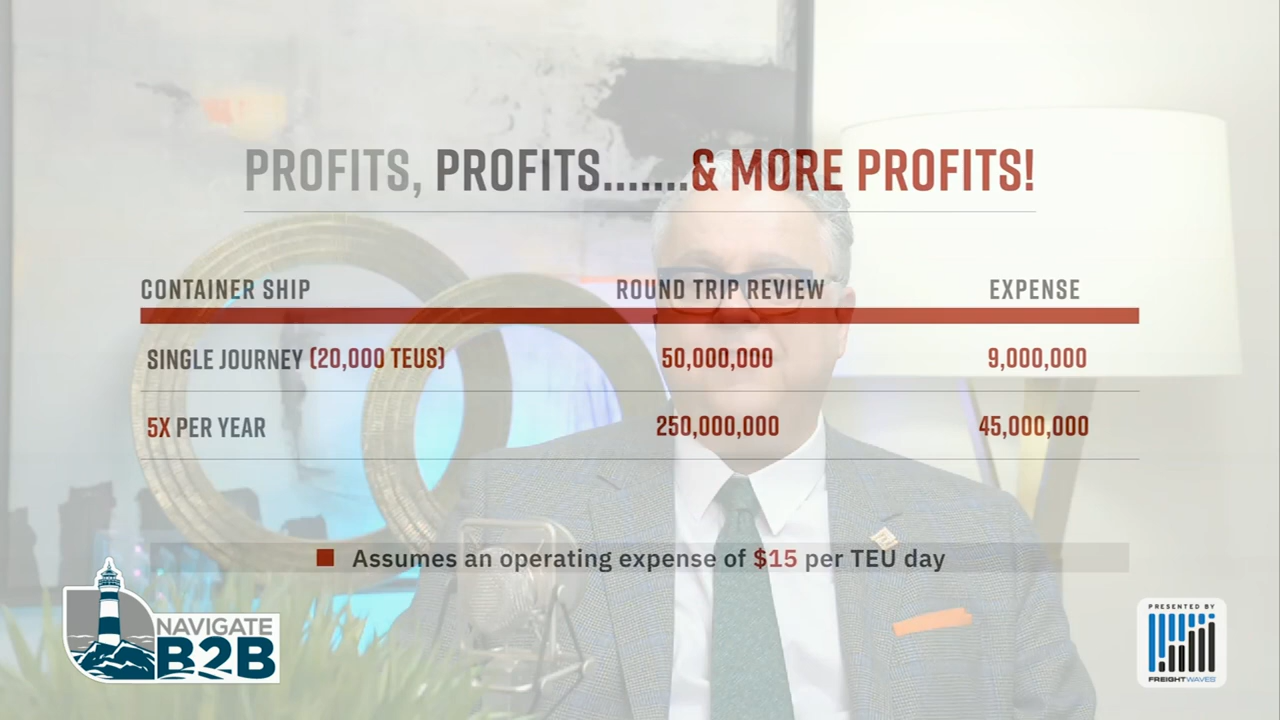 PROFITS, PROFITS.......& MORE PROFITS!
CONTAINER SHIP ROUND TRIP REVIEW EXPENSE
SINGLE JOURNEY (20,000 TEUS) 50,000,000 9,000,000
5X PER YEAR 250,000,000 45,000,000
Assumes an operating expense of $15 per TEU day
NAVIGATE
B2B
PRESENTED BY
FREIGHTWAVES